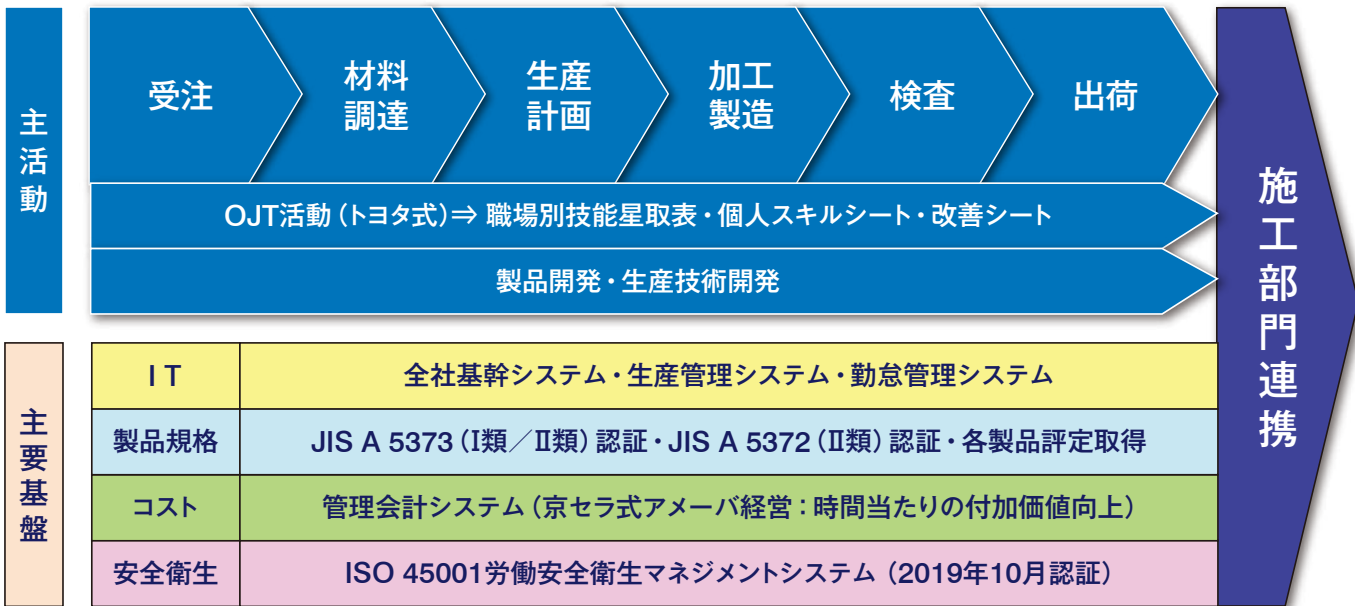 主活動
受注
材料
調達
生産
計画
加工
製造
検査
出荷
OJT活動（トヨタ式）⇒ 職場別技能星取表・個人スキルシート・改善シート
製品開発・生産技術開発
施工部門連携
主要基盤
IT
全社基幹システム・生産管理システム・勤怠管理システム
製品規格
JIS A 5373（Ⅰ類／Ⅱ類）認証・JIS A 5372（Ⅱ類）認証・各製品評定取得
コスト
管理会計システム（京セラ式アメーバ経営：時間当たりの付加価値向上）
安全衛生
ISO 45001労働安全衛生マネジメントシステム（2019年10月認証）